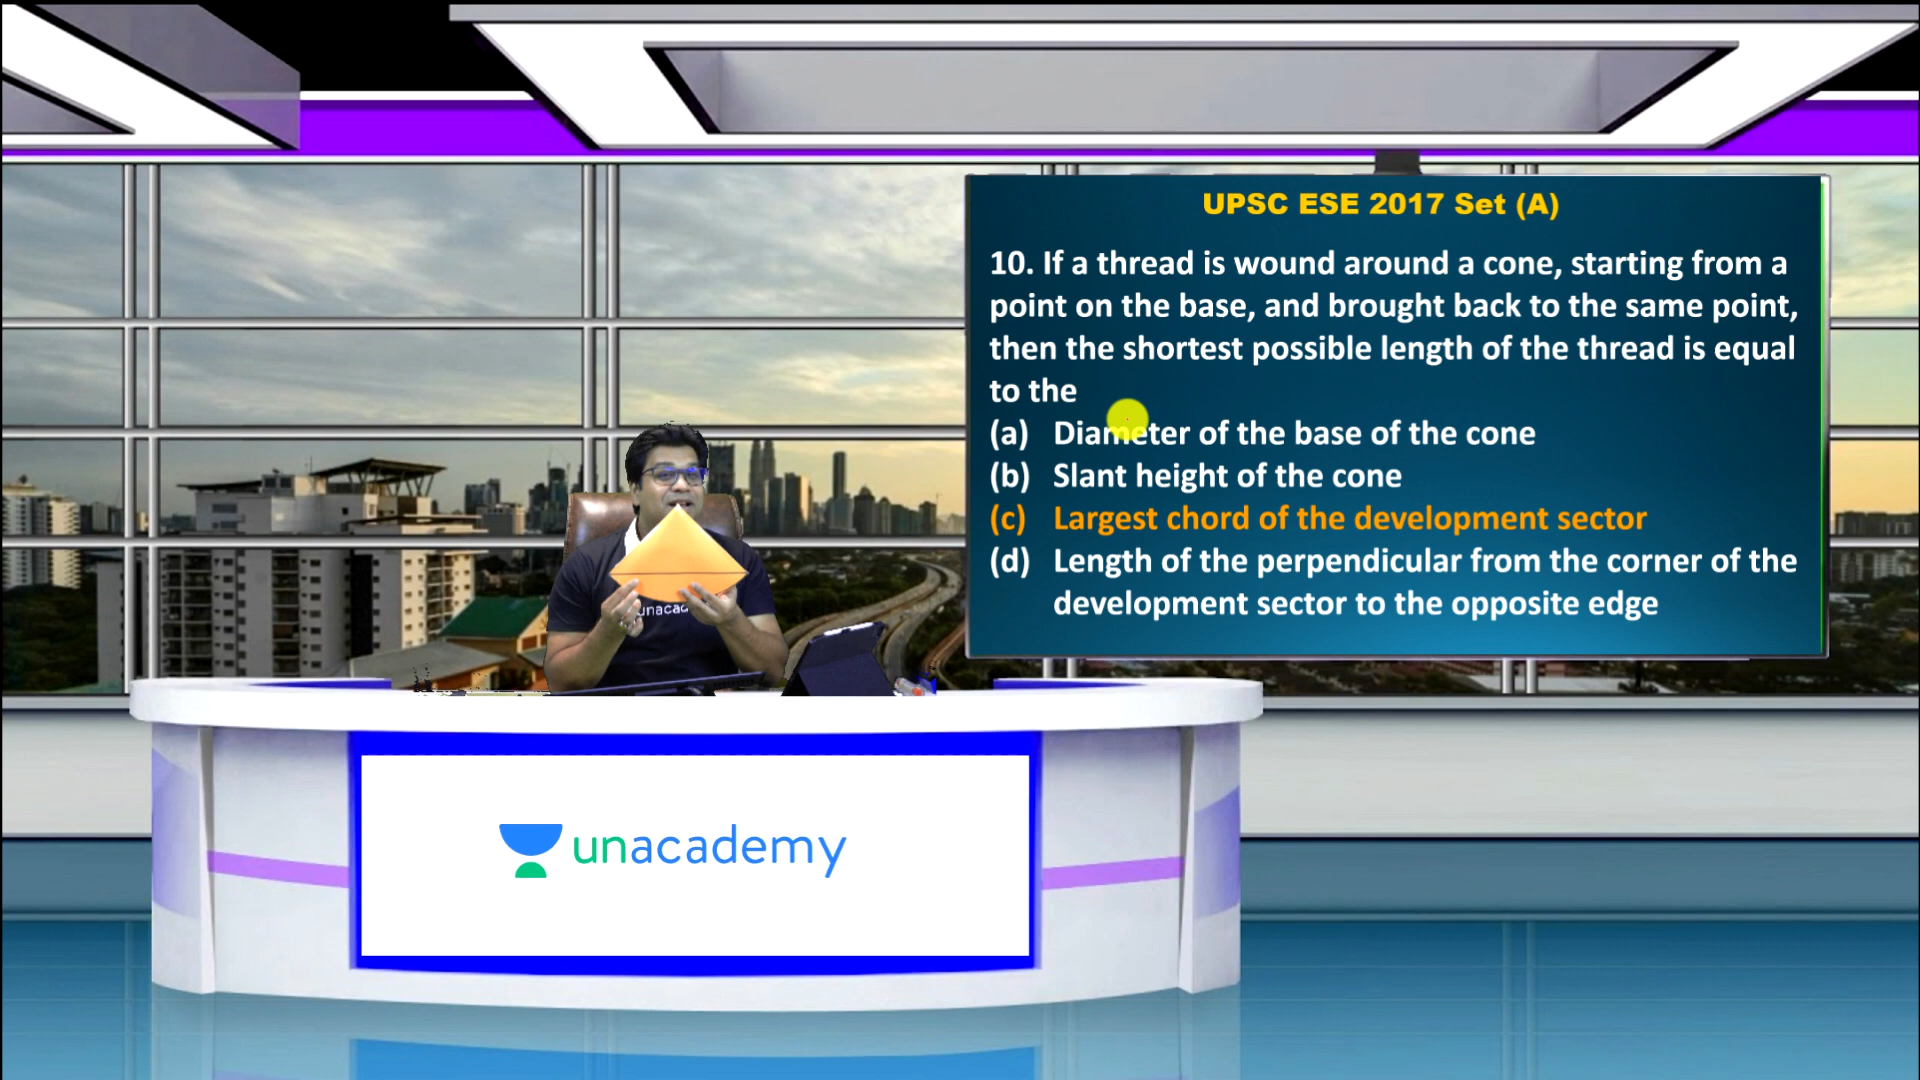 UPSC ESE 2017 Set (A)
10. If a thread is wound around a cone, starting from a
point on the base, and brought back to the same point,
then the shortest possible length of the thread is equal
to the
(a) Diameter of the base of the cone
(b) Slant height of the cone
(c) Largest chord of the development sector
(d) Length of the perpendicular from the corner of the
development sector to the opposite edge
unacad
unacademy